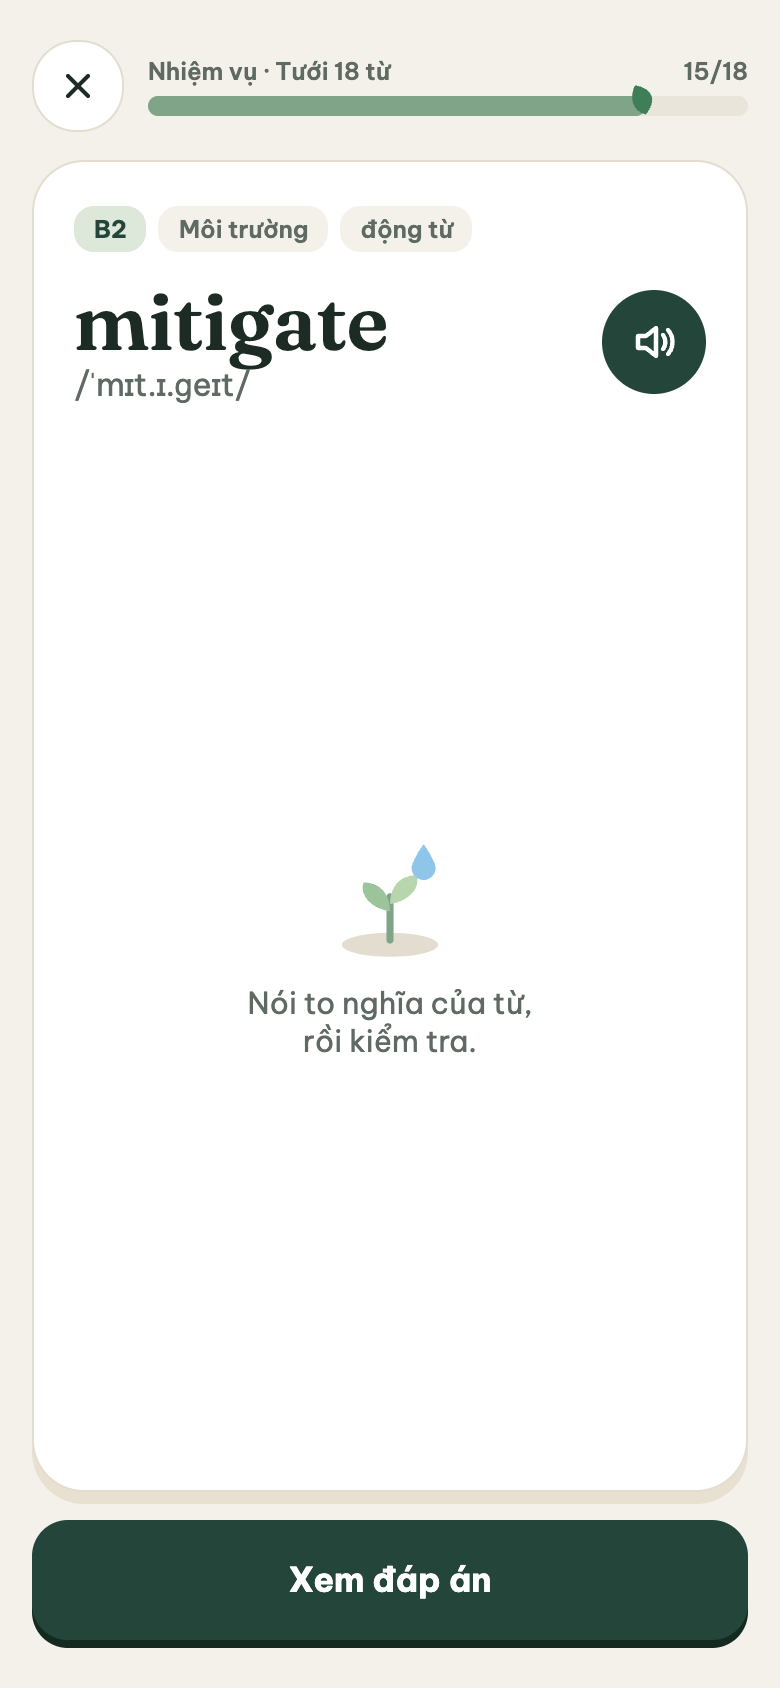 Nhiệm vụ · Tưới 18 từ
15/18
B2
Môi trường
động từ
mitigate
/ˈmɪt.ɪ.ɡeɪt/
Nói to nghĩa của từ,
rồi kiểm tra.
Xem đáp án